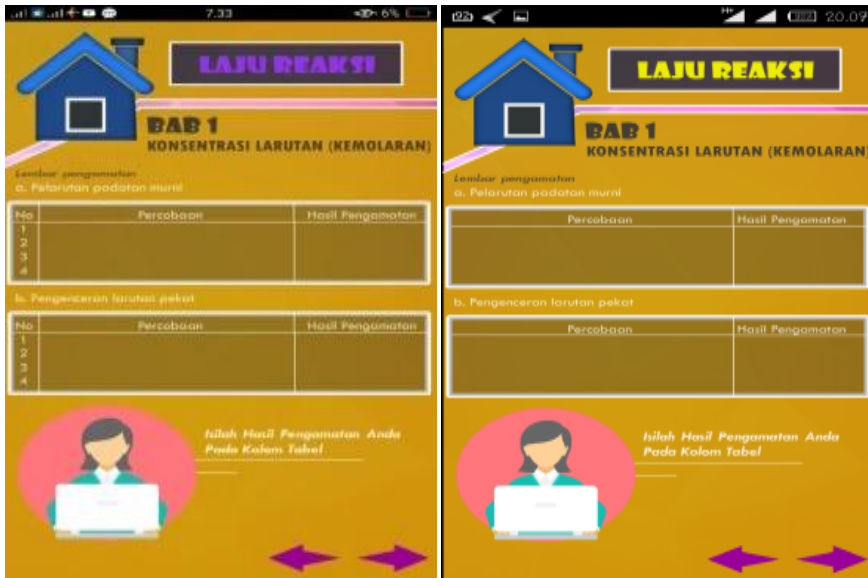 7.33
6%
LAJU REAKSI
BAB 1
KONSENTRASI LARUTAN (KEMOLARAN)
Lembar pengamatan
a. Pelarutan padatan murni
No Percobaan Hasil Pengamatan
1
2
3
4
b. Pengenceran larutan pekat
No Percobaan Hasil Pengamatan
1
2
3
4
Isilah Hasil Pengamatan Anda
Pada Kolom Tabel
20.09
LAJU REAKSI
BAB 1
KONSENTRASI LARUTAN (KEMOLARAN)
Lembar pengamatan
a. Pelarutan padatan murni
Percobaan Hasil Pengamatan
b. Pengenceran larutan pekat
Percobaan Hasil Pengamatan
Isilah Hasil Pengamatan Anda
Pada Kolom Tabel